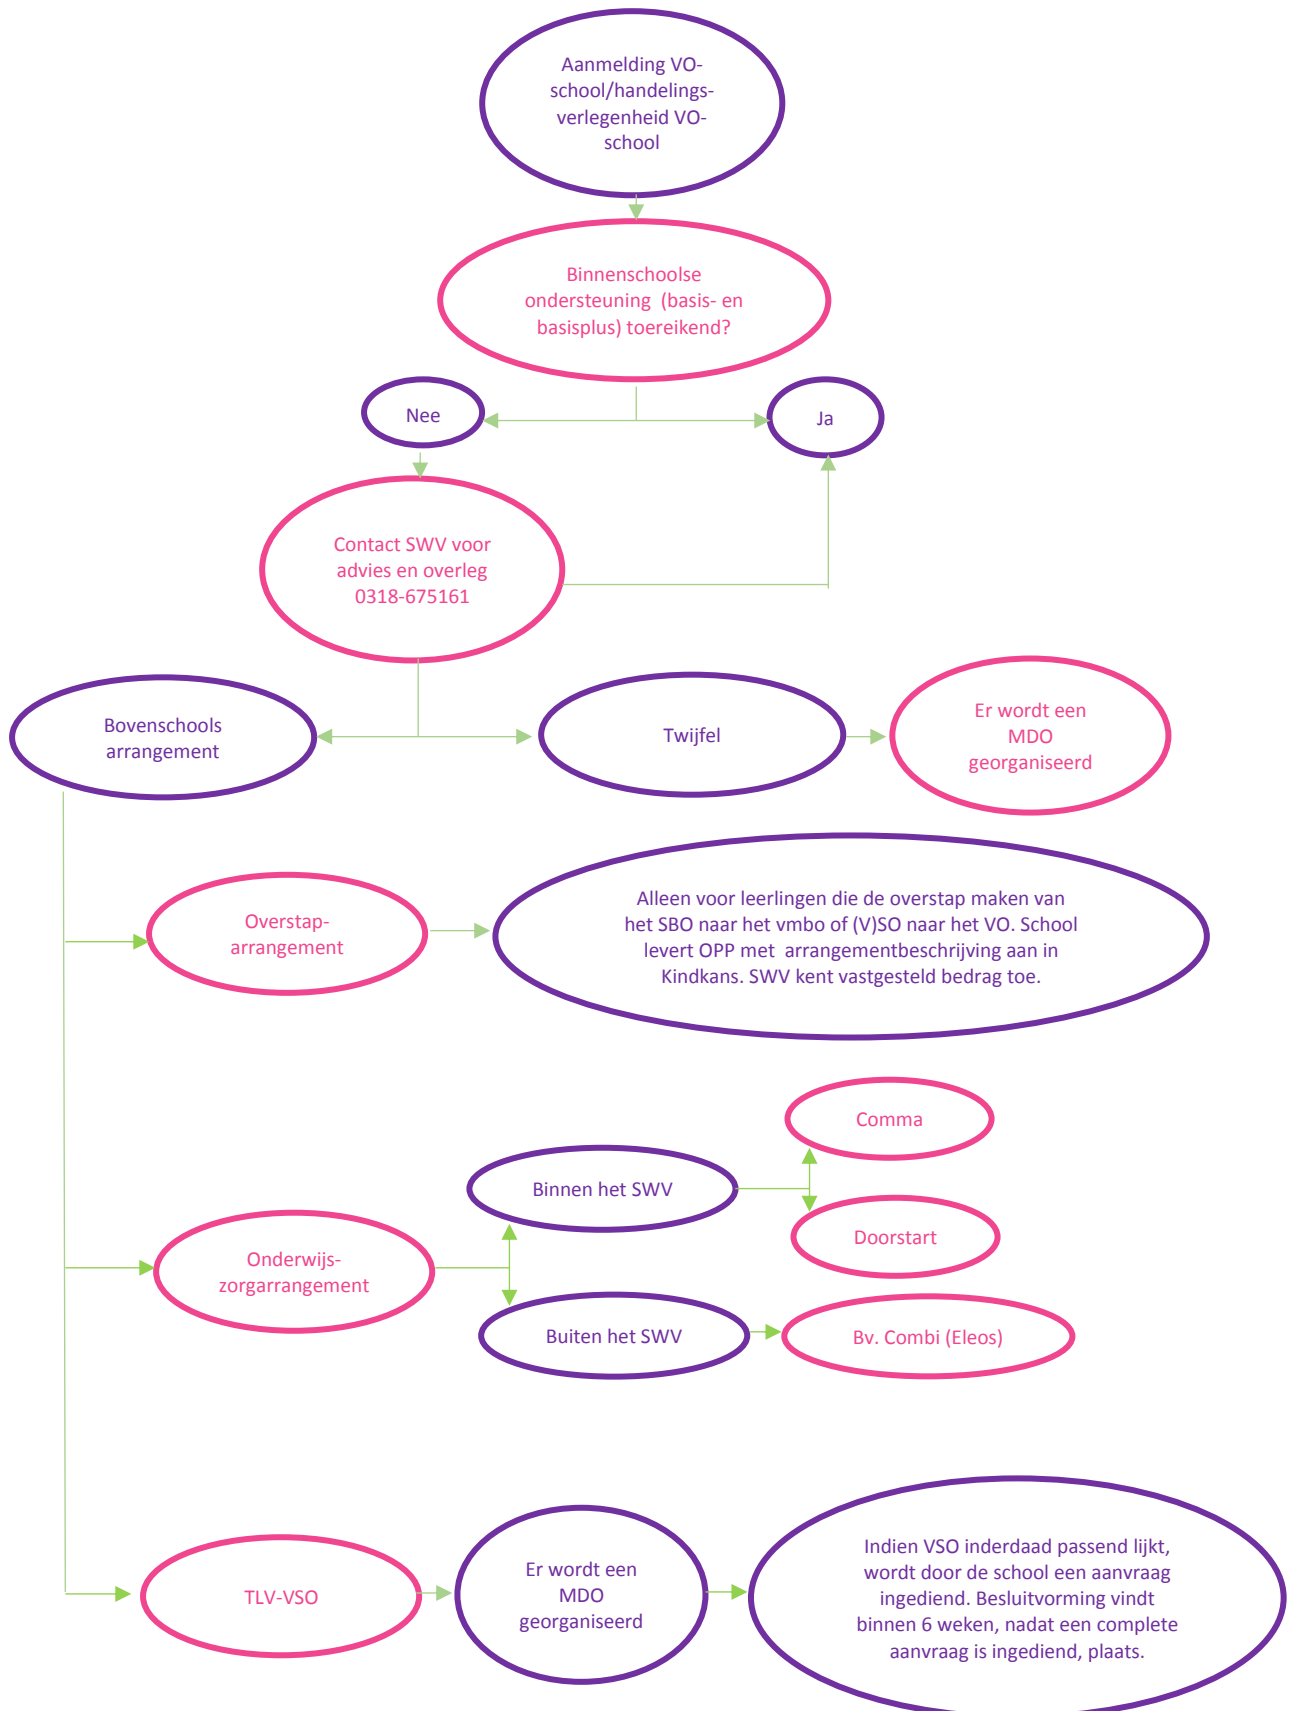 Aanmelding VO-
school/handelings-
verlegenheid VO-
school
Binnenschoolse
ondersteuning (basis- en
basisplus) toereikend?
Nee
Ja
Contact SWV voor
advies en overleg
0318-675161
Bovenschools
arrangement
Twijfel
Er wordt een
MDO
georganiseerd
Overstap-
arrangement
Alleen voor leerlingen die de overstap maken van
het SBO naar het vmbo of (V)SO naar het VO. School
levert OPP met arrangementbeschrijving aan in
Kindkans. SWV kent vastgesteld bedrag toe.
Comma
Binnen het SWV
Doorstart
Onderwijs-
zorgarrangement
Buiten het SWV
Bv. Combi (Eleos)
TLV-VSO
Er wordt een
MDO
georganiseerd
Indien VSO inderdaad passend lijkt,
wordt door de school een aanvraag
ingediend. Besluitvorming vindt
binnen 6 weken, nadat een complete
aanvraag is ingediend, plaats.